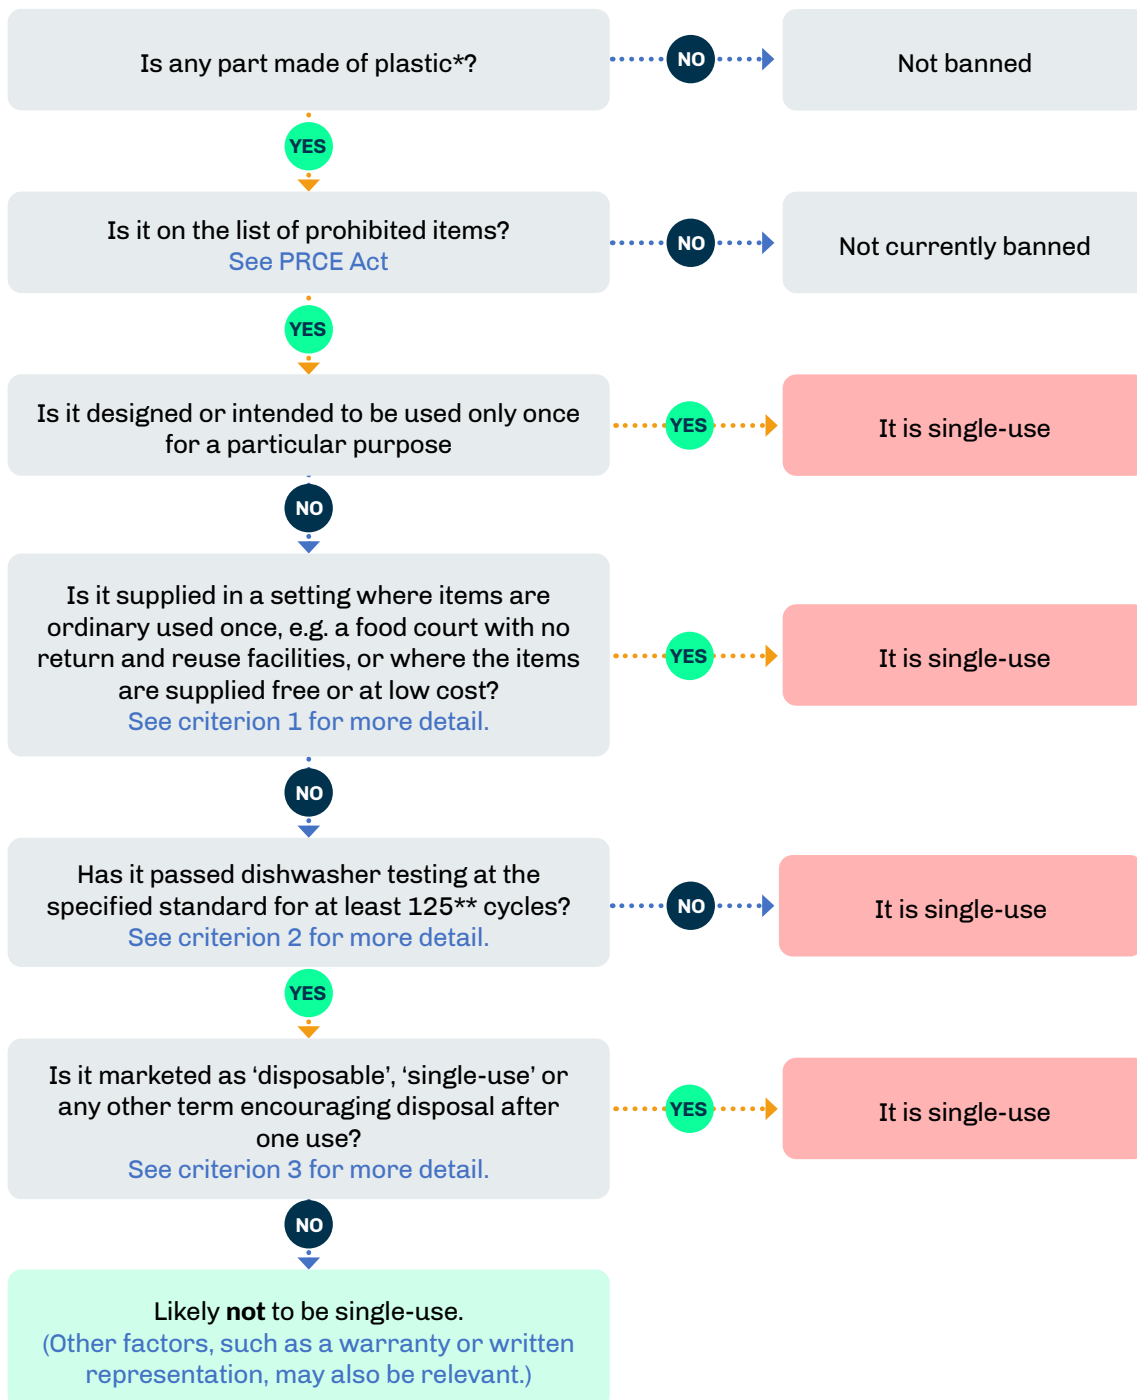 Is any part made of plastic*?
NO
Not banned
YES
Is it on the list of prohibited items?
See PRCE Act
NO
Not currently banned
YES
Is it designed or intended to be used only once
for a particular purpose
YES
It is single-use
NO
Is it supplied in a setting where items are
ordinary used once, e.g. a food court with no
return and reuse facilities, or where the items
are supplied free or at low cost?
See criterion 1 for more detail.
YES
It is single-use
NO
Has it passed dishwasher testing at the
specified standard for at least 125** cycles?
See criterion 2 for more detail.
NO
It is single-use
YES
Is it marketed as ‘disposable’, ‘single-use’ or
any other term encouraging disposal after
one use?
See criterion 3 for more detail.
YES
It is single-use
NO
Likely not to be single-use.
(Other factors, such as a warranty or written
representation, may also be relevant.)